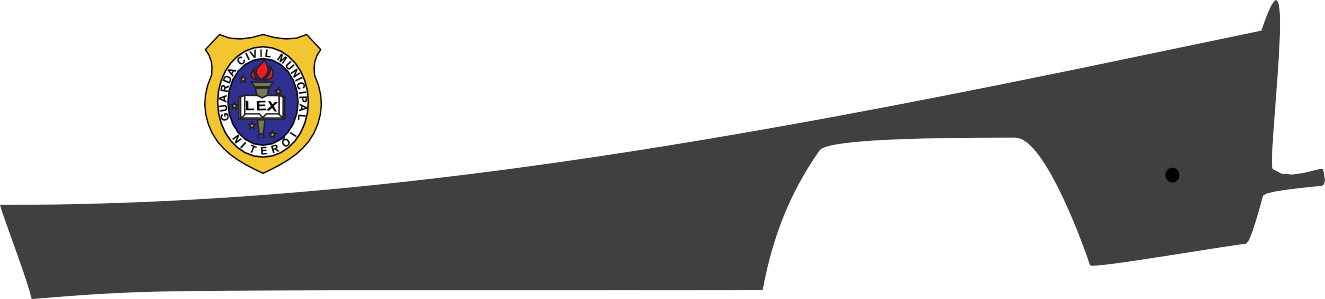 GUARDA CIVIL MUNICIPAL
LEX
NITERÓI